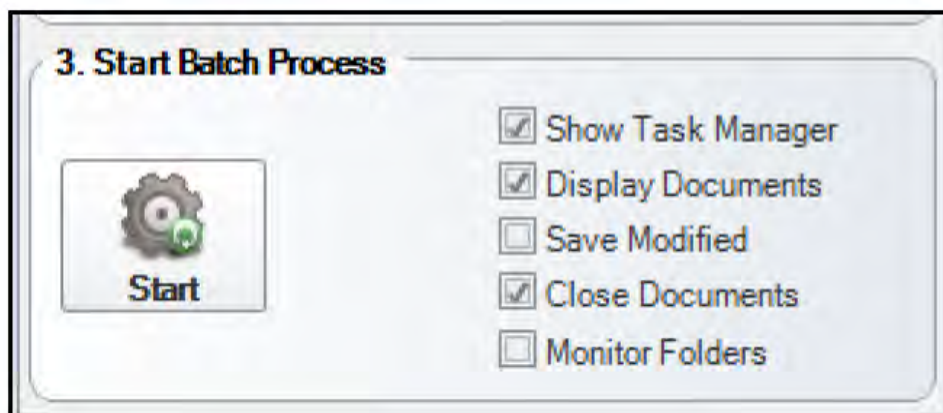 3. Start Batch Process
Show Task Manager
Display Documents
Save Modified
Start
Close Documents
Monitor Folders